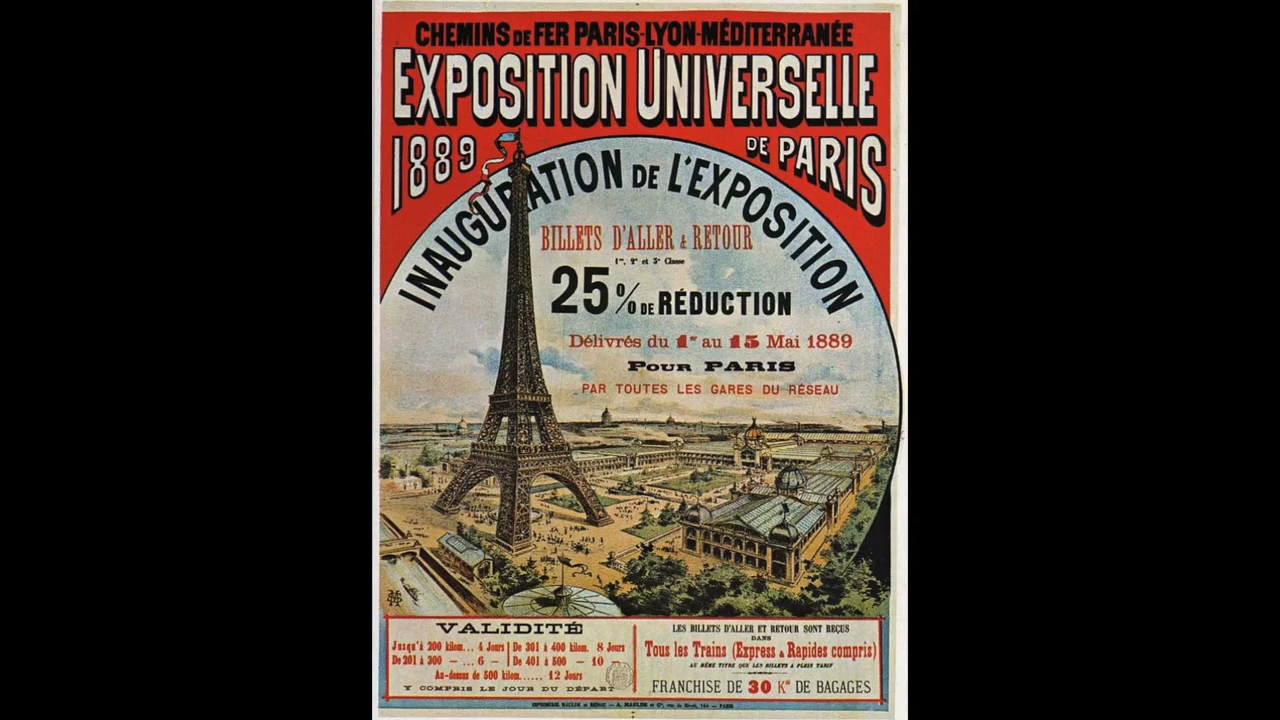 CHEMINS DE FER PARIS-LYON-MÉDITERRANÉE
EXPOSITION UNIVERSELLE
1889 DE PARIS
INAUGURATION DE L'EXPOSITION
BILLETS D'ALLER & RETOUR
1re, 2e et 3e Classe
25% DE RÉDUCTION
Délivrés du 1er au 15 Mai 1889
POUR PARIS
PAR TOUTES LES GARES DU RÉSEAU
VALIDITÉ
Jusqu'à 200 kilom... 4 Jours
De 201 à 300 — ... 6 —
De 301 à 400 kilom. 8 Jours
De 401 à 500 — 10 —
Au-dessus de 500 kilom...... 12 Jours
Y COMPRIS LE JOUR DU DÉPART
LES BILLETS D'ALLER ET RETOUR SONT REÇUS
DANS
Tous les Trains (Express & Rapides compris)
AU MÊME TITRE QUE LES BILLETS A PLEIN TARIF
FRANCHISE DE 30 KOS DE BAGAGES